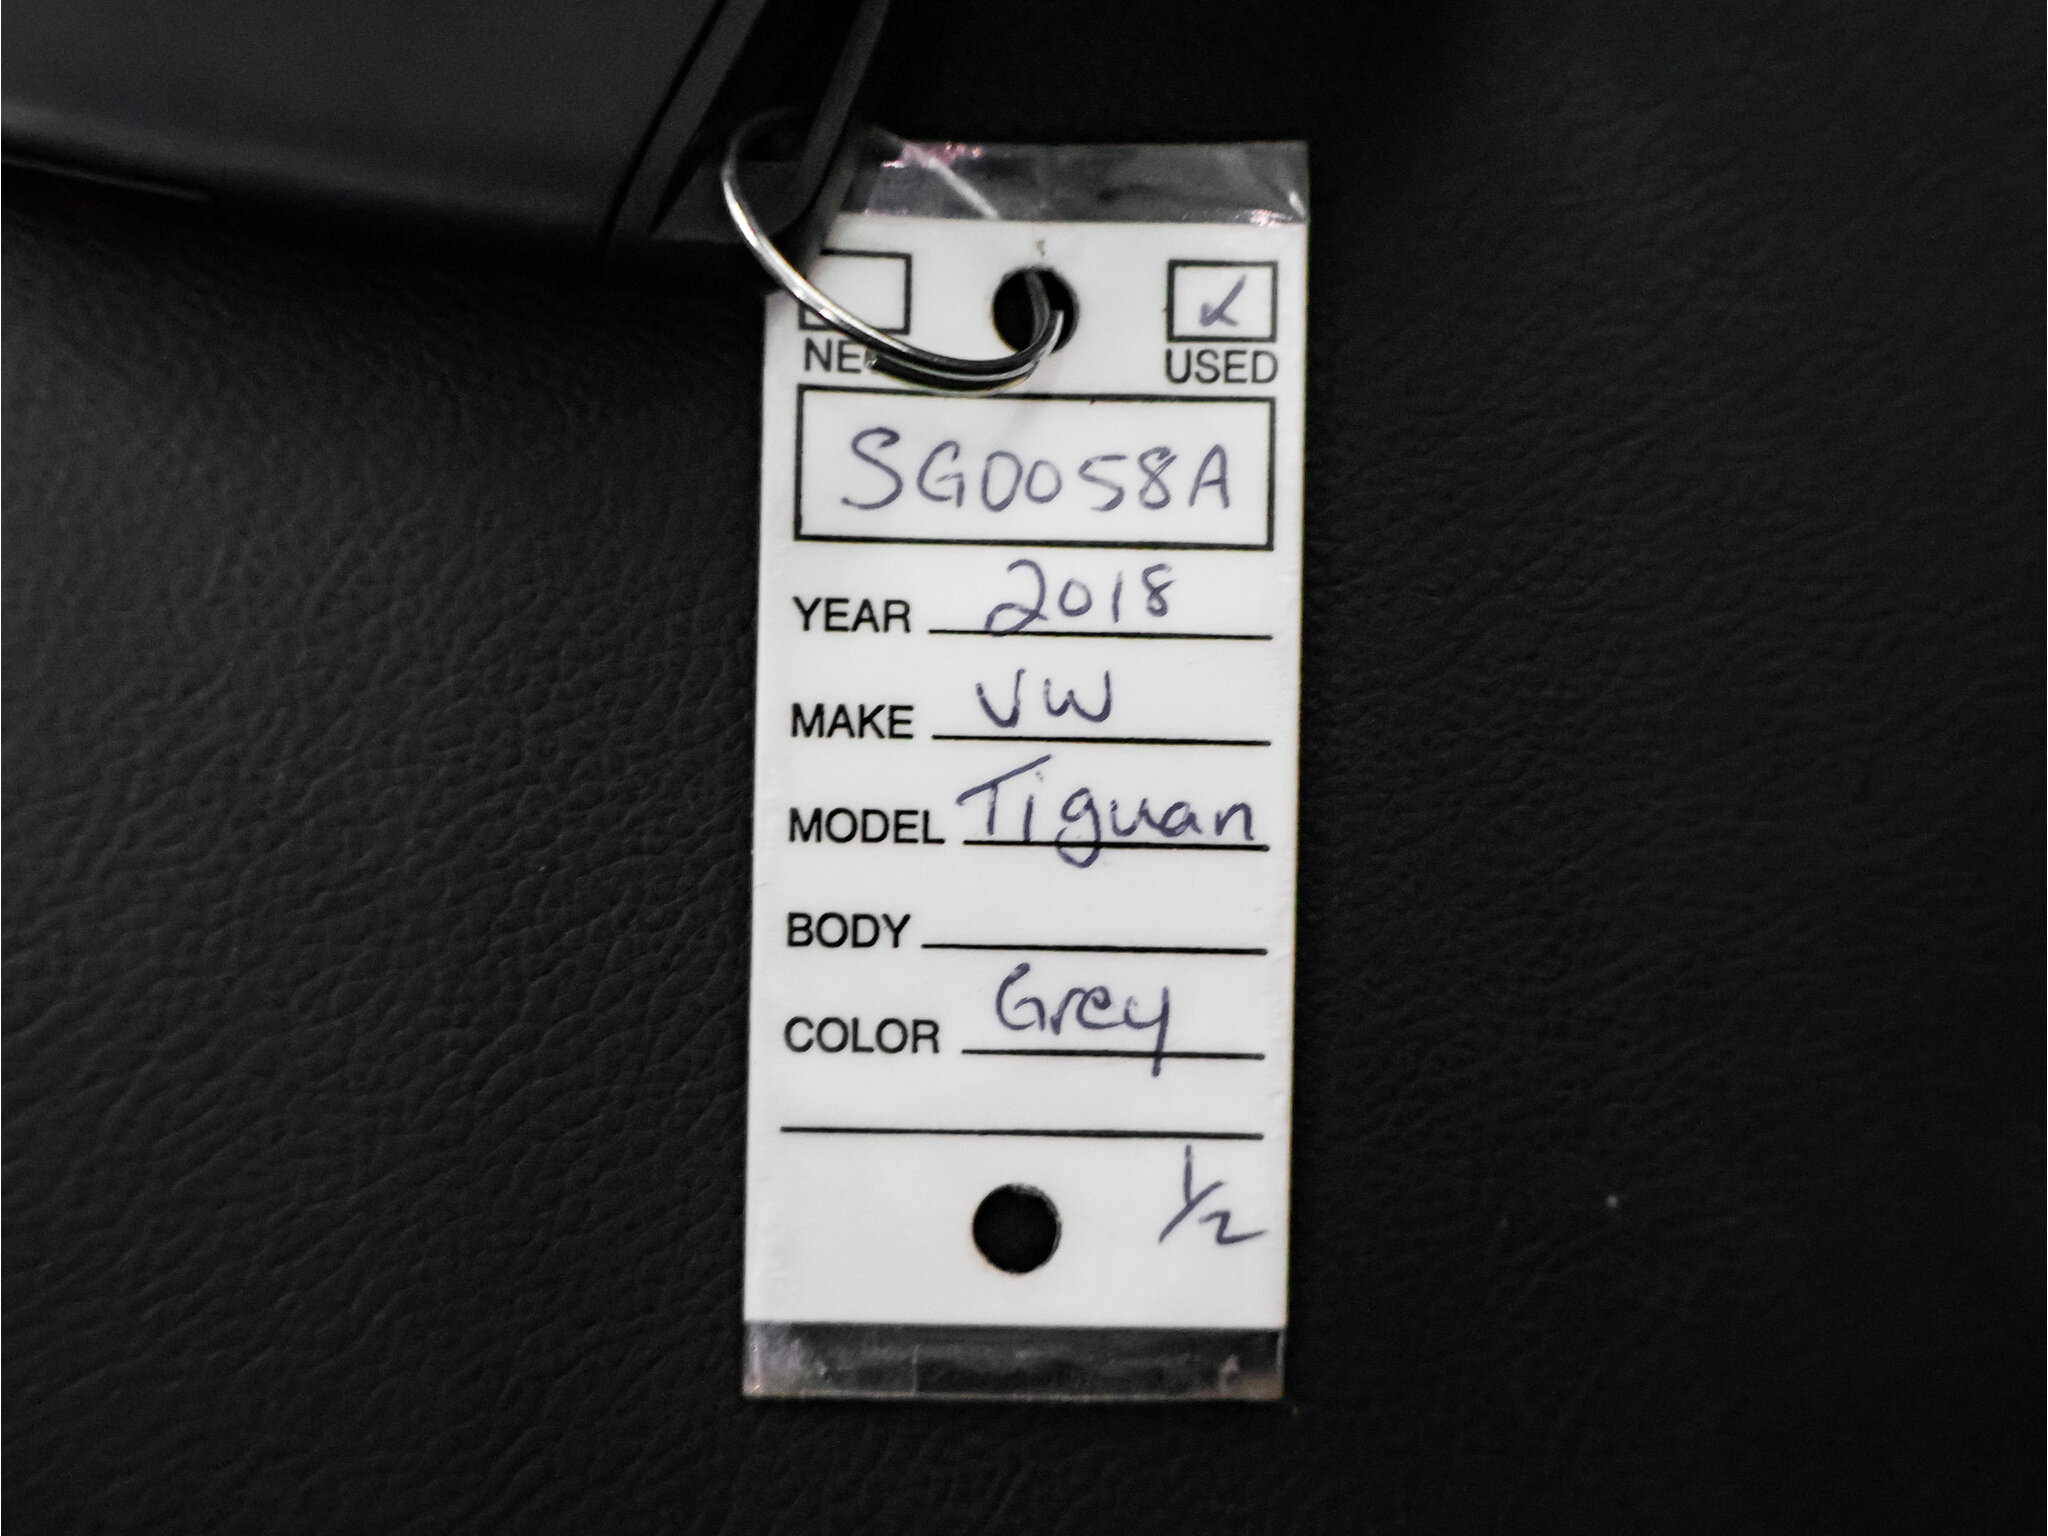 NE USED
SG0058A
YEAR 2018
MAKE VW
MODEL Tiguan
BODY
COLOR Grey
1/2